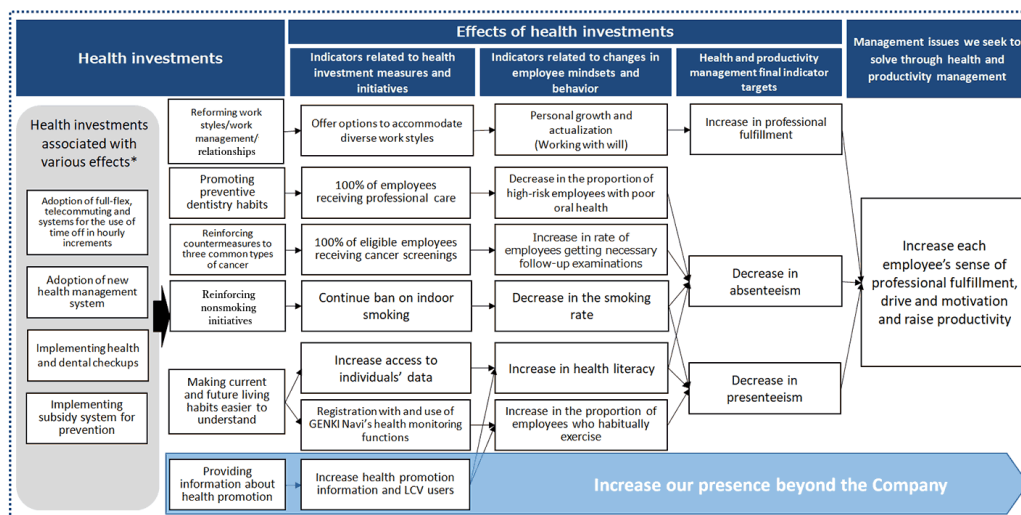 Health investments
Effects of health investments
Indicators related to health
investment measures and
initiatives
Indicators related to changes in
employee mindsets and
behavior
Health and productivity
management final indicator
targets
Management issues we seek to
solve through health and
productivity management
Health investments
associated with
various effects*
Adoption of full-flex,
telecommuting and
systems for the use of
time off in hourly
increments
Adoption of new
health management
system
Implementing health
and dental checkups
Implementing
subsidy system for
prevention
Reforming work
styles/work
management/
relationships
Offer options to accommodate
diverse work styles
Personal growth and
actualization
(Working with will)
Increase in professional
fulfillment
Promoting
preventive
dentistry habits
100% of employees
receiving professional care
Decrease in the proportion of
high-risk employees with poor
oral health
Reinforcing
countermeasures to
three common types
of cancer
100% of eligible employees
receiving cancer screenings
Increase in rate of
employees getting necessary
follow-up examinations
Decrease in
absenteeism
Reinforcing
nonsmoking
initiatives
Continue ban on indoor
smoking
Decrease in the smoking
rate
Making current
and future living
habits easier to
understand
Increase access to
individuals' data
Increase in health literacy
Decrease in
presenteeism
Registration with and use of
GENKI Navi's health monitoring
functions
Increase in the proportion of
employees who habitually
exercise
Increase each
employee's sense of
professional fulfillment,
drive and motivation
and raise productivity
Providing
information about
health promotion
Increase health promotion
information and LCV users
Increase our presence beyond the Company